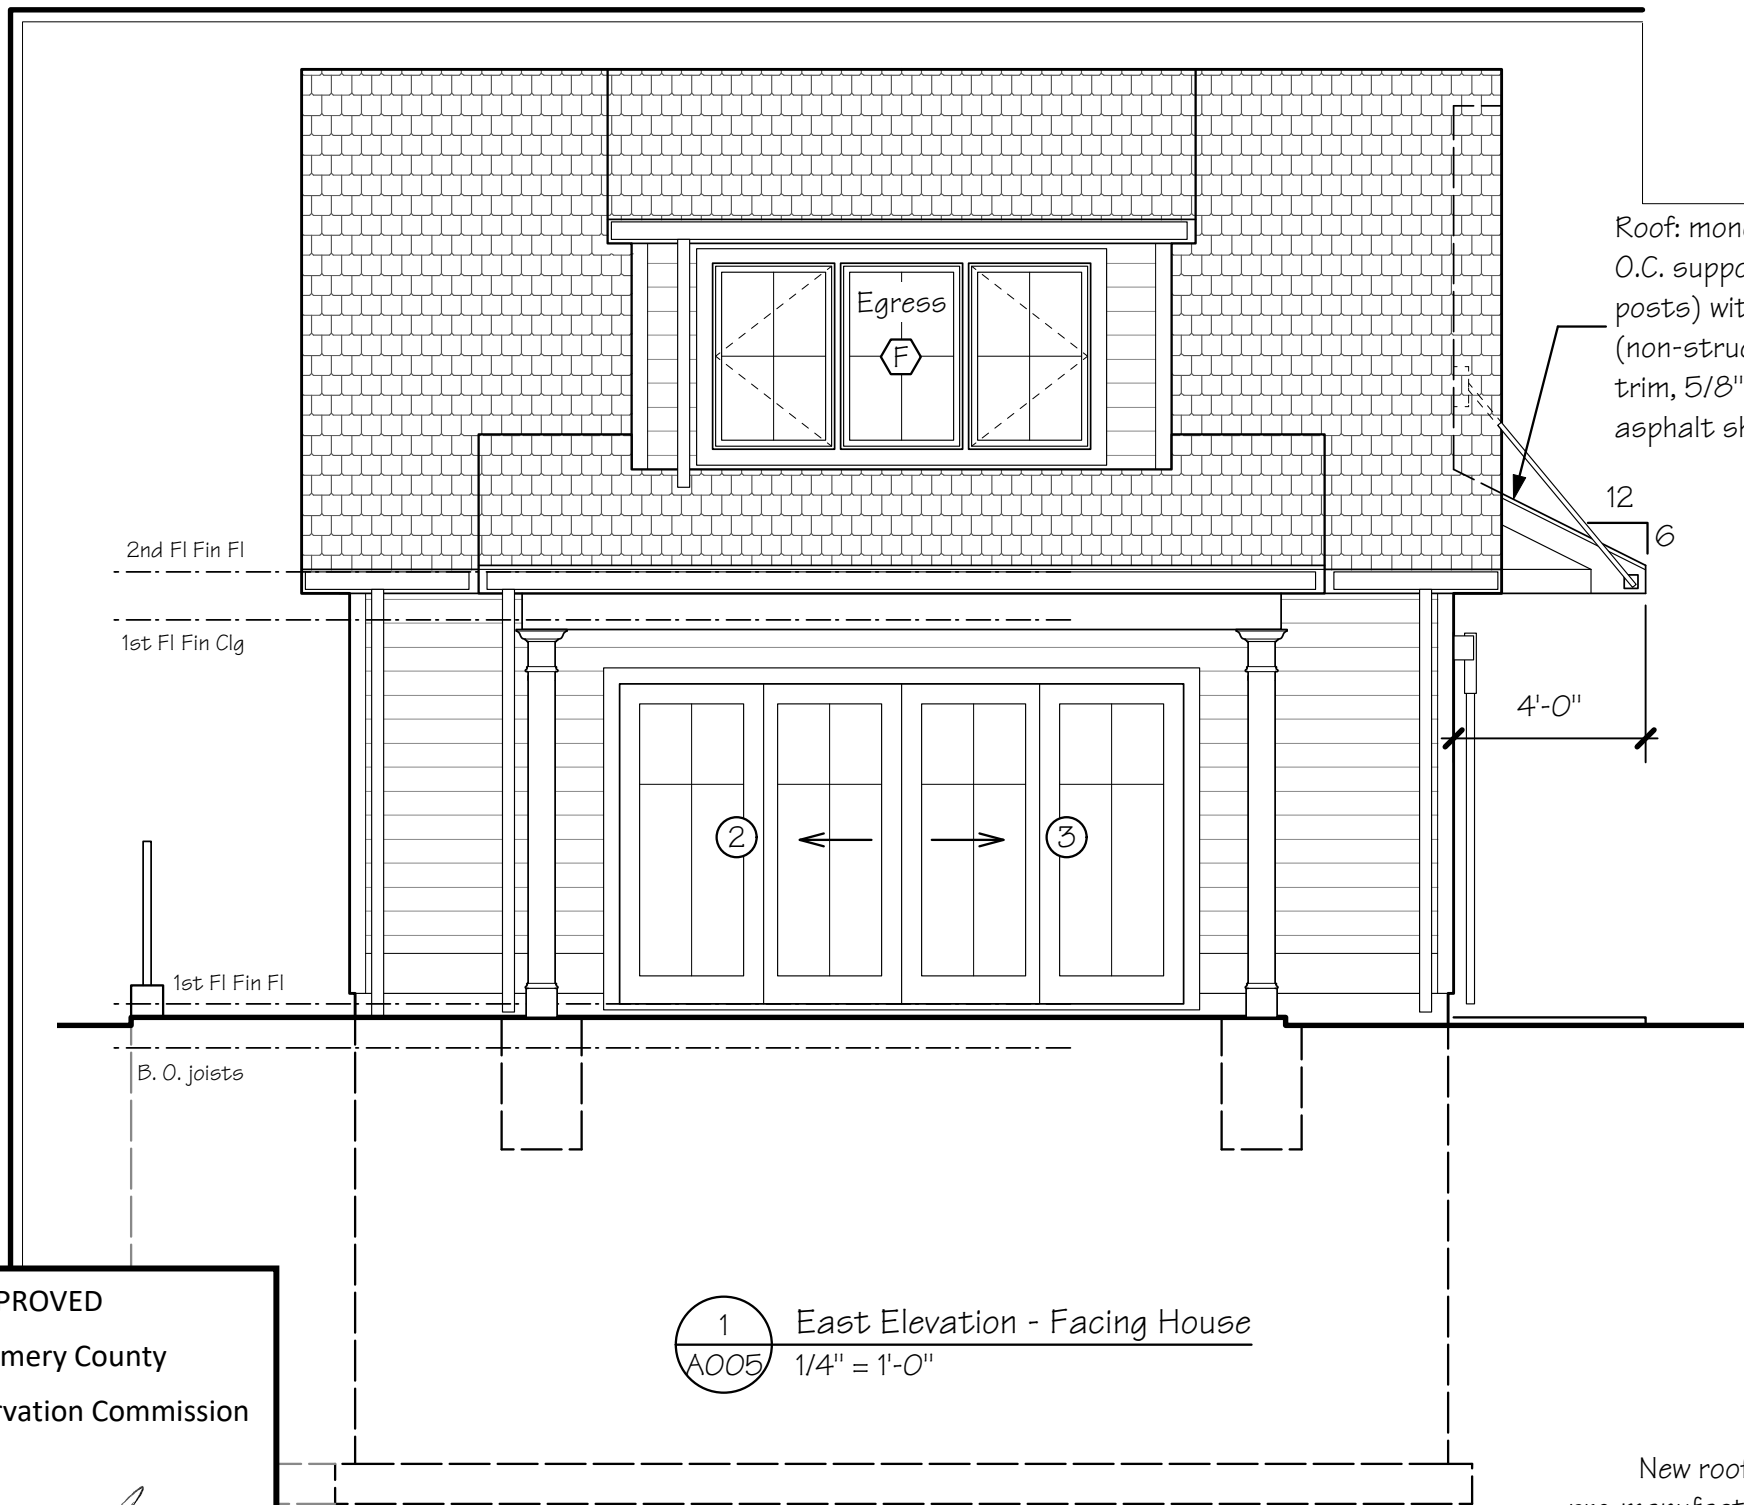 Roof: mon
O.C. suppo
posts) wit
(non-struc
trim, 5/8"
asphalt sh
12
6
Egress
F
2nd Fl Fin Fl
1st Fl Fin Clg
4'-0"
2
3
1st Fl Fin Fl
B. O. joists
PROVED
mery County
rvation Commission
1
A005
East Elevation - Facing House
1/4" = 1'-0"
New roof